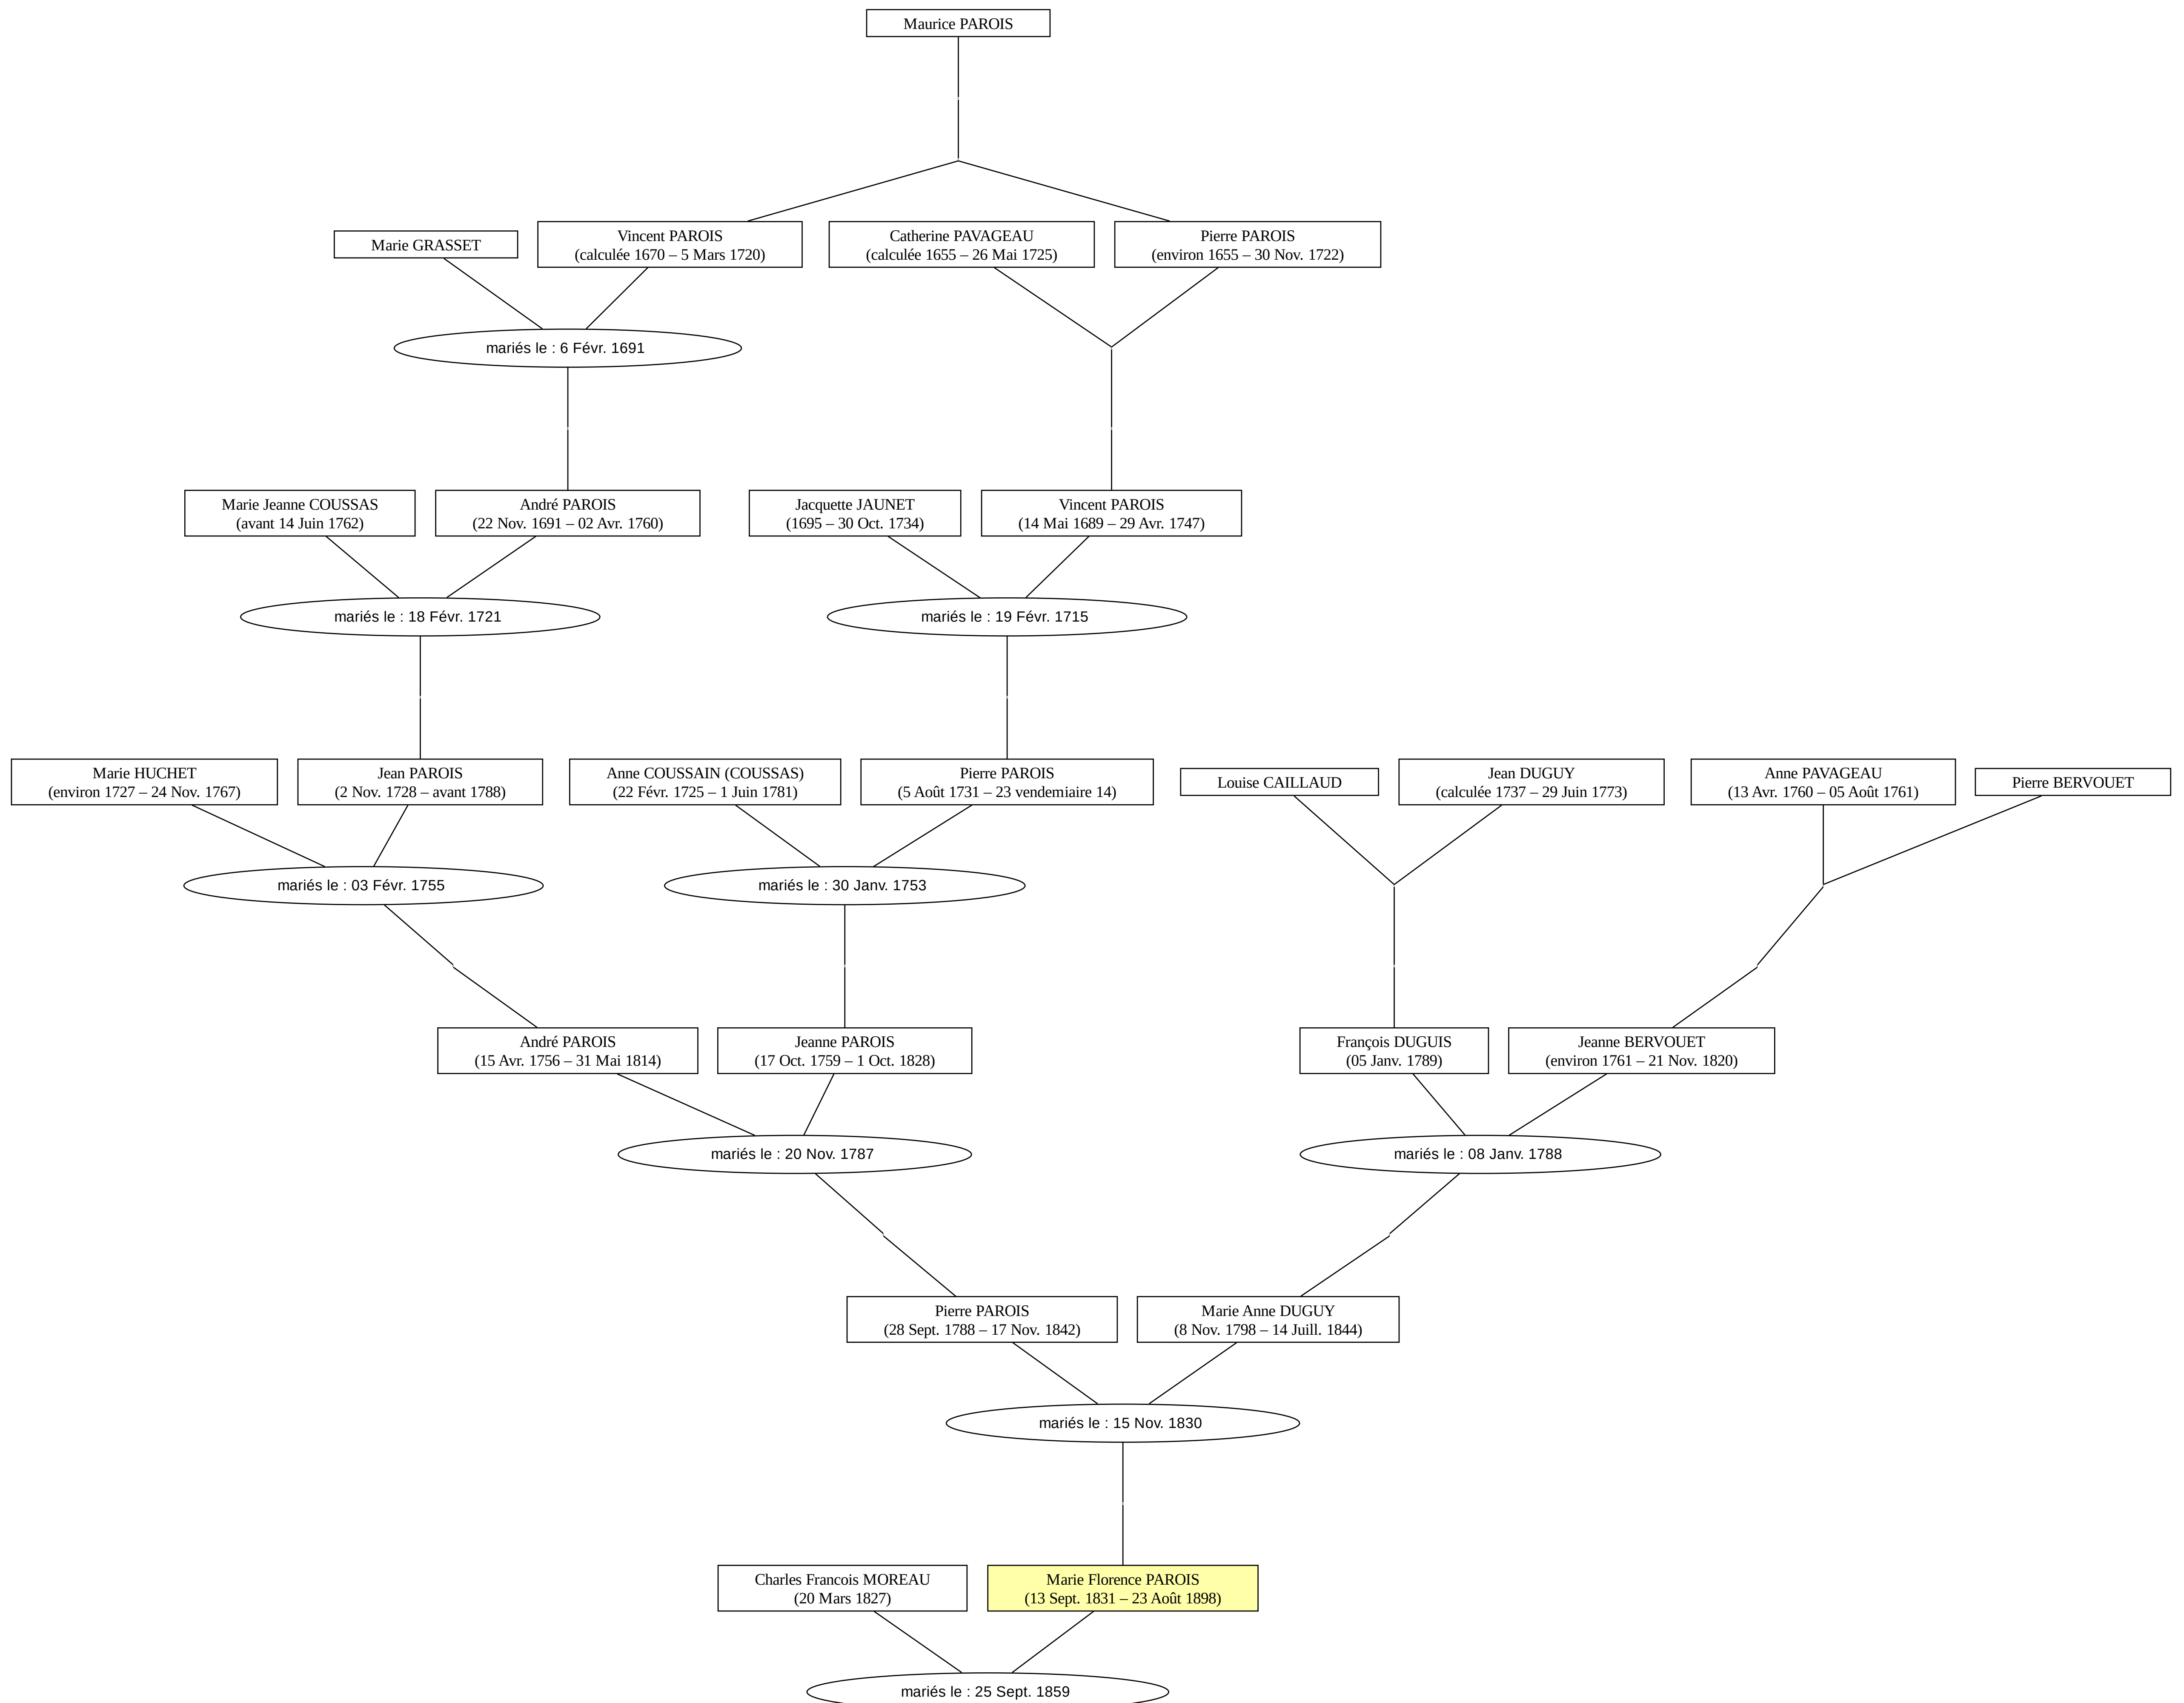 Maurice PAROIS
Marie GRASSET
Vincent PAROIS
(calculée 1670 – 5 Mars 1720)
Catherine PAVAGEAU
(calculée 1655 – 26 Mai 1725)
Pierre PAROIS
(environ 1655 – 30 Nov. 1722)
mariés le : 6 Févr. 1691
Marie Jeanne COUSSAS
(avant 14 Juin 1762)
André PAROIS
(22 Nov. 1691 – 02 Avr. 1760)
Jacquette JAUNET
(1695 – 30 Oct. 1734)
Vincent PAROIS
(14 Mai 1689 – 29 Avr. 1747)
mariés le : 18 Févr. 1721
mariés le : 19 Févr. 1715
Marie HUCHET
(environ 1727 – 24 Nov. 1767)
Jean PAROIS
(2 Nov. 1728 – avant 1788)
Anne COUSSAIN (COUSSAS)
(22 Févr. 1725 – 1 Juin 1781)
Pierre PAROIS
(5 Août 1731 – 23 vendemiaire 14)
Louise CAILLAUD
Jean DUGUY
(calculée 1737 – 29 Juin 1773)
Anne PAVAGEAU
(13 Avr. 1760 – 05 Août 1761)
Pierre BERVOUET
mariés le : 03 Févr. 1755
mariés le : 30 Janv. 1753
André PAROIS
(15 Avr. 1756 – 31 Mai 1814)
Jeanne PAROIS
(17 Oct. 1759 – 1 Oct. 1828)
François DUGUIS
(05 Janv. 1789)
Jeanne BERVOUET
(environ 1761 – 21 Nov. 1820)
mariés le : 20 Nov. 1787
mariés le : 08 Janv. 1788
Pierre PAROIS
(28 Sept. 1788 – 17 Nov. 1842)
Marie Anne DUGUY
(8 Nov. 1798 – 14 Juill. 1844)
mariés le : 15 Nov. 1830
Charles Francois MOREAU
(20 Mars 1827)
Marie Florence PAROIS
(13 Sept. 1831 – 23 Août 1898)
mariés le : 25 Sept. 1859